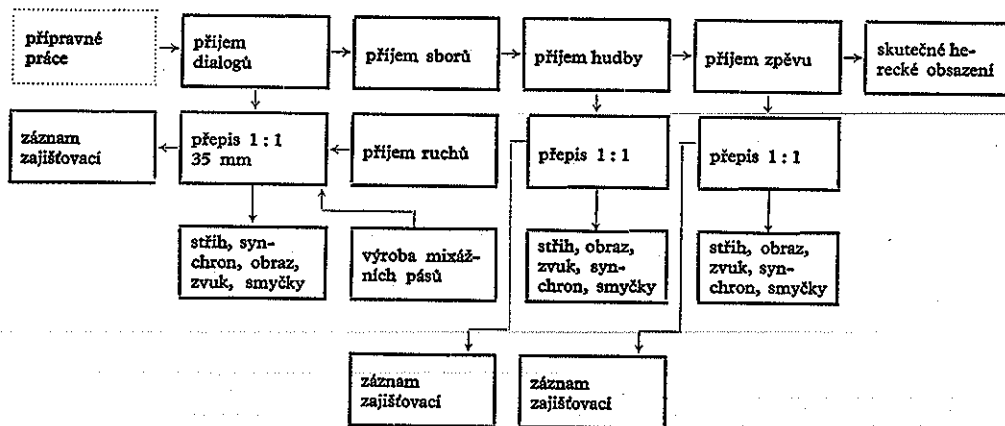 přípravné
práce
příjem
dialogů
příjem sborů
příjem hudby
příjem zpěvu
skutečné he-
recké obsazení
záznam
zajišťovací
přepis 1 : 1
35 mm
příjem ruchů
přepis 1 : 1
přepis 1 : 1
střih, syn-
chron, obraz,
zvuk, smyčky
výroba mixáž-
ních pásů
střih, obraz,
zvuk, syn-
chron, smyčky
střih, obraz,
zvuk, syn-
chron, smyčky
záznam
zajišťovací
záznam
zajišťovací